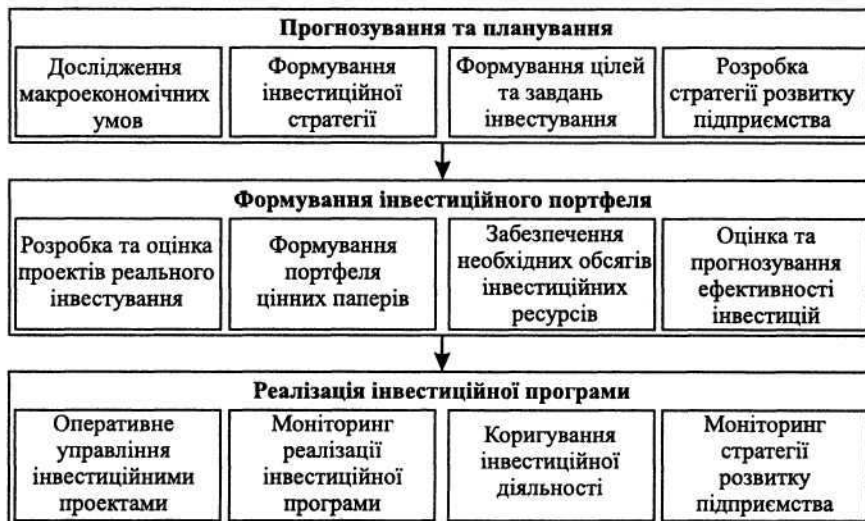 Прогнозування та планування
Дослідження
макроекономічних
умов
Формування
інвестиційної
стратегії
Формування цілей
та завдань
інвестування
Розробка
стратегії розвитку
підприємства
Формування інвестиційного портфеля
Розробка та оцінка
проектів реального
інвестування
Формування
портфеля
цінних паперів
Забезпечення
необхідних обсягів
інвестиційних
ресурсів
Оцінка та
прогнозування
ефективності
інвестицій
Реалізація інвестиційної програми
Оперативне
управління
інвестиційними
проектами
Моніторинг
реалізації
інвестиційної
програми
Коригування
інвестиційної
діяльності
Моніторинг
стратегії
розвитку
підприємства